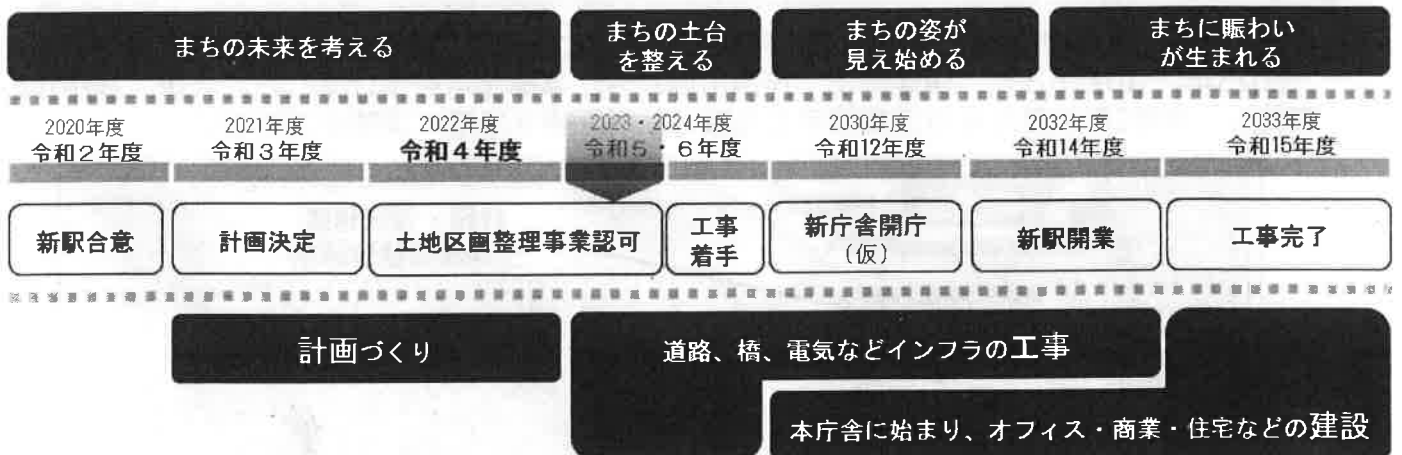 まちの未来を考える
まちの土台
を整える
まちの姿が
見え始める
まちに賑わい
が生まれる
2020年度
令和2年度
2021年度
令和3年度
2022年度
令和4年度
2023・2024年度
令和5・6年度
2030年度
令和12年度
2032年度
令和14年度
2033年度
令和15年度
新駅合意
計画決定
土地区画整理事業認可
工事
着手
新庁舎開庁
(仮)
新駅開業
工事完了
計画づくり
道路、橋、電気などインフラの工事
本庁舎に始まり、オフィス・商業・住宅などの建設